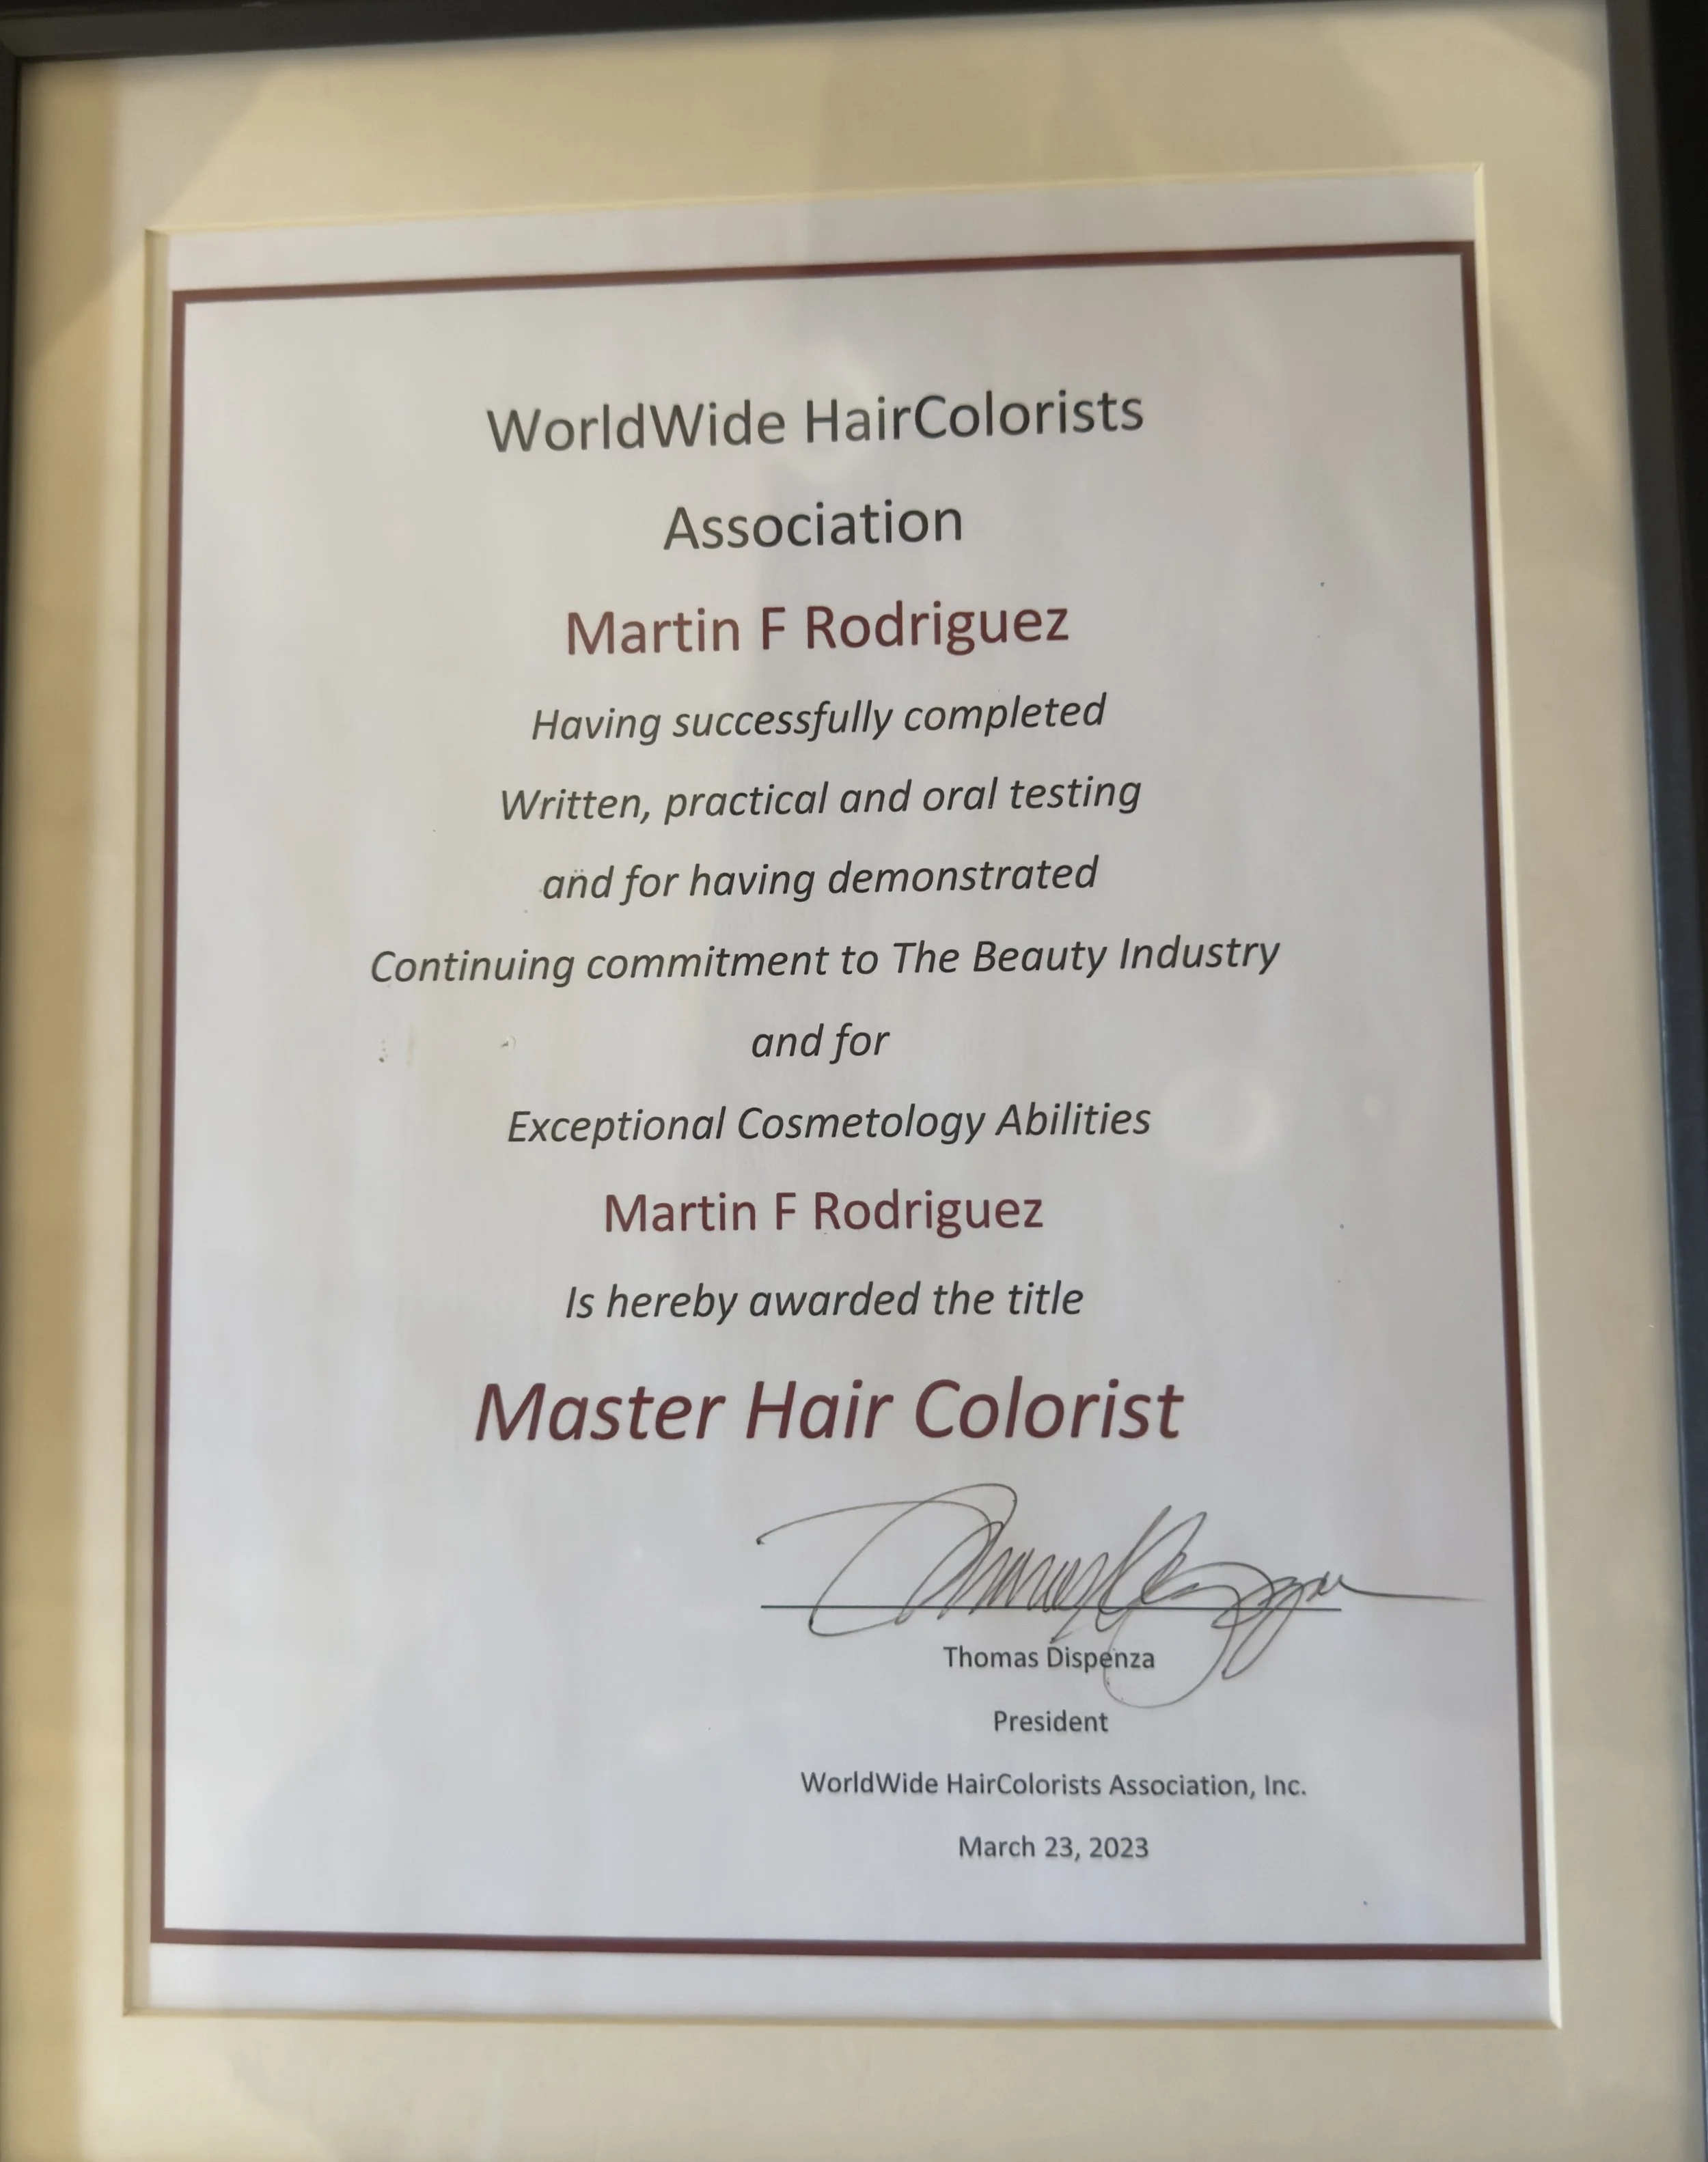 WorldWide HairColorists
Association
Martin F Rodriguez
Having successfully completed
Written, practical and oral testing
and for having demonstrated
Continuing commitment to The Beauty Industry
and for
Exceptional Cosmetology Abilities
Martin F Rodriguez
Is hereby awarded the title
Master Hair Colorist
Thomas Dispenza
President
WorldWide HairColorists Association, Inc.
March 23, 2023